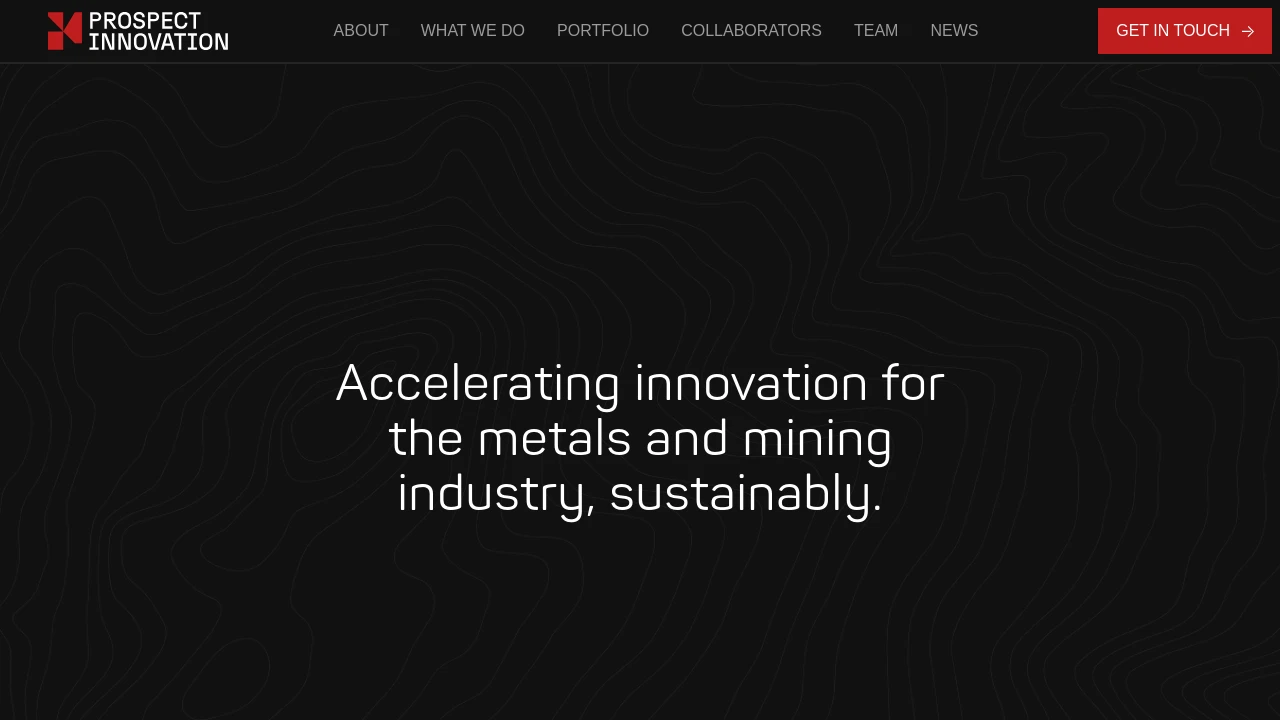 PROSPECT
INNOVATION
ABOUT
WHAT WE DO
PORTFOLIO
COLLABORATORS
TEAM
NEWS
GET IN TOUCH
Accelerating innovation for
the metals and mining
industry, sustainably.